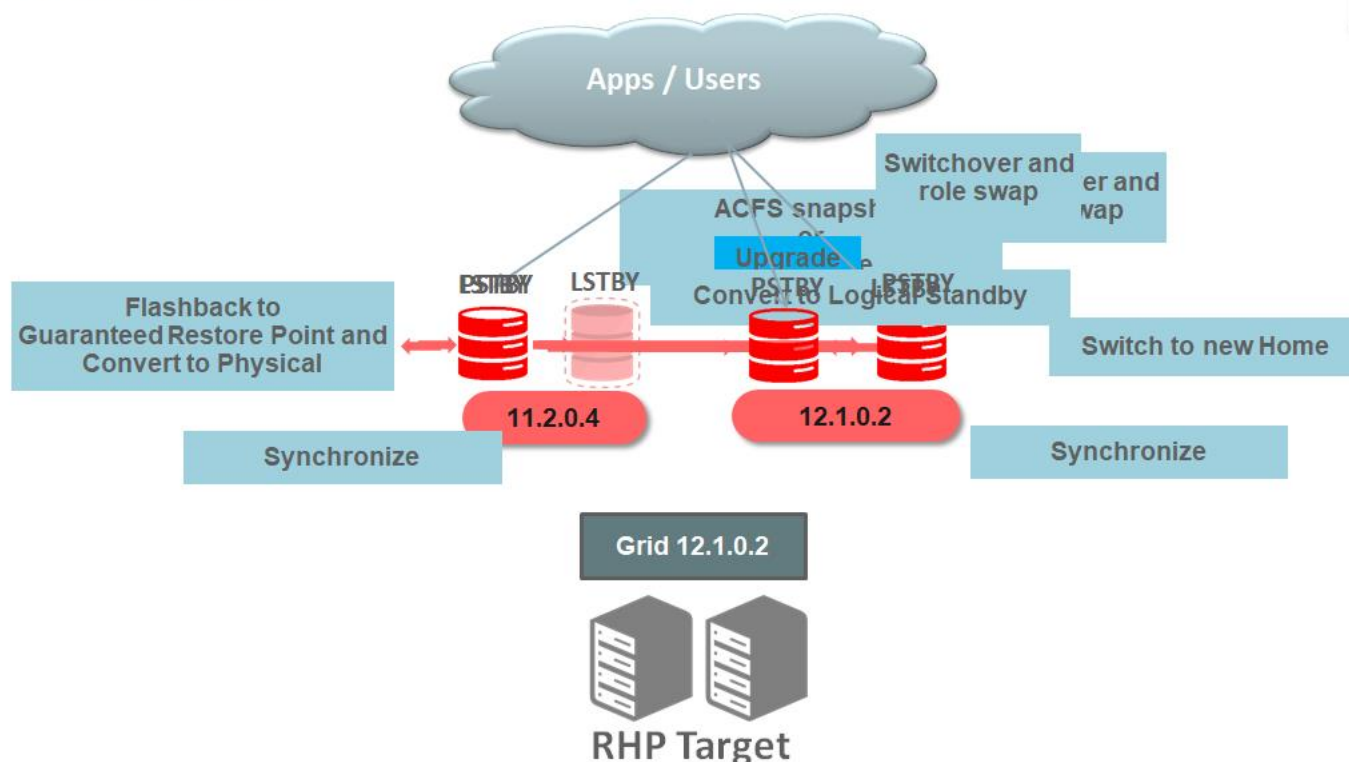 Apps / Users
Switchover and
role swap
er and
wap
ACFS snapsh
or
Upgrade
LSTBY
PSTBY
Convert to Logical Standby
Flashback to
Guaranteed Restore Point and
Convert to Physical
Switch to new Home
11.2.0.4
12.1.0.2
Synchronize
Synchronize
Grid 12.1.0.2
RHP Target